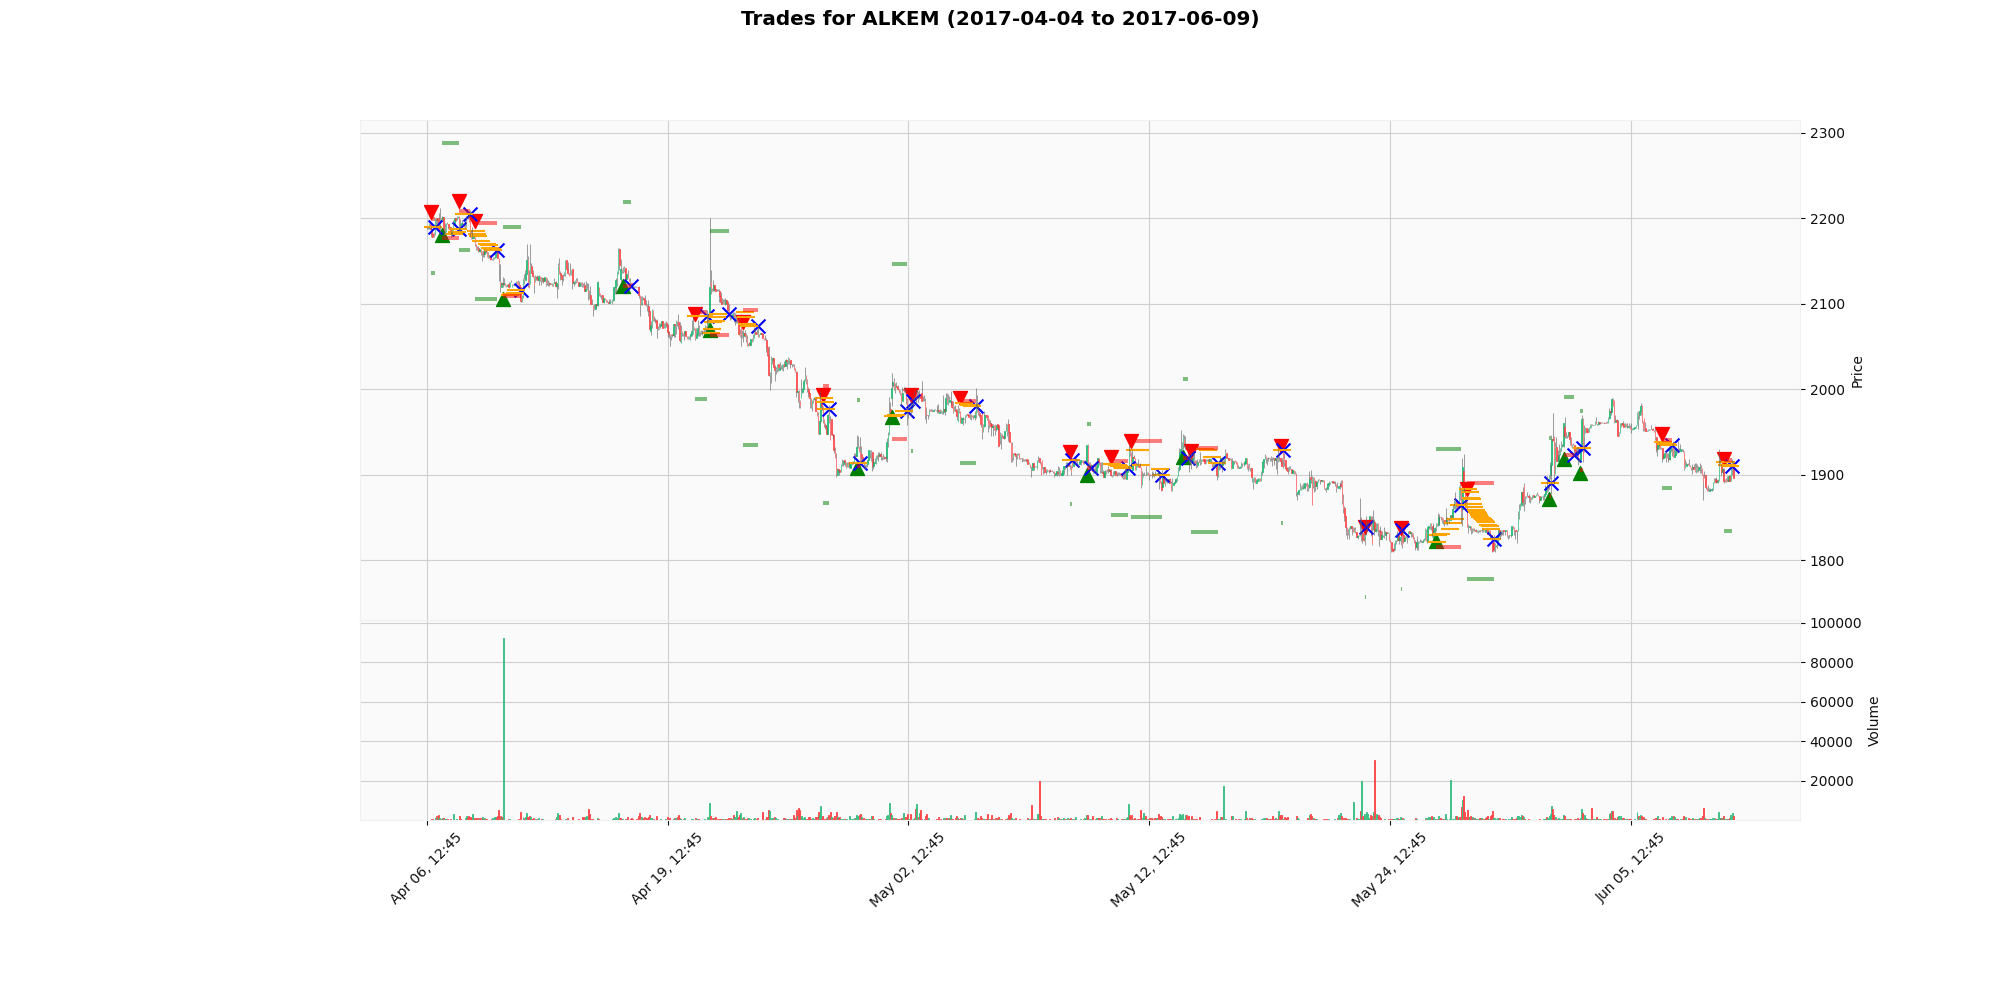 Trades for ALKEM (2017-04-04 to 2017-06-09)
2300
2200
2100
2000
1900
1800
Price
100000
80000
60000
40000
20000
Volume
Apr 06, 12:45
Apr 19, 12:45
May 02, 12:45
May 12, 12:45
May 24, 12:45
Jun 05, 12:45